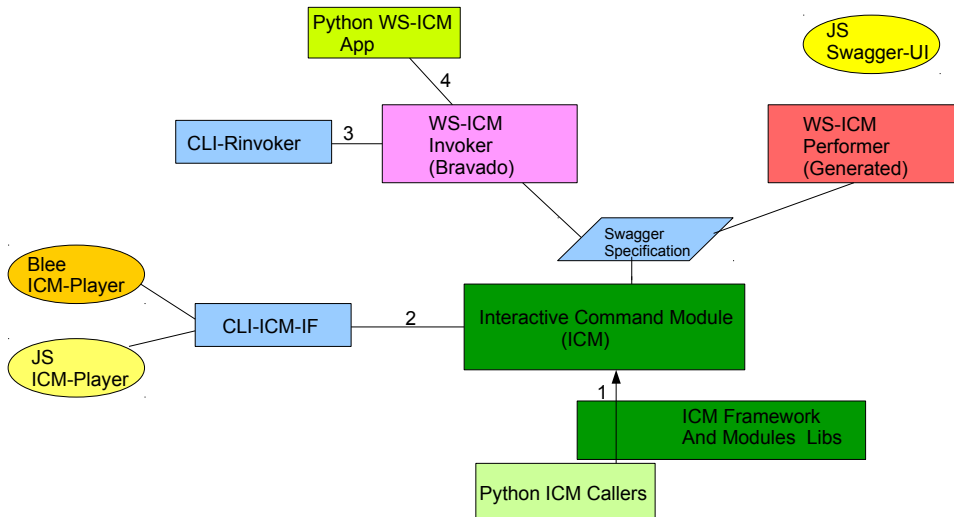 Python WS-ICM
App
JS
Swagger-UI
4
CLI-Rinvoker
3
WS-ICM
Invoker
(Bravado)
WS-ICM
Performer
(Generated)
Swagger
Specification
Blee
ICM-Player
CLI-ICM-IF
2
Interactive Command Module
(ICM)
JS
ICM-Player
1
ICM Framework
And Modules Libs
Python ICM Callers